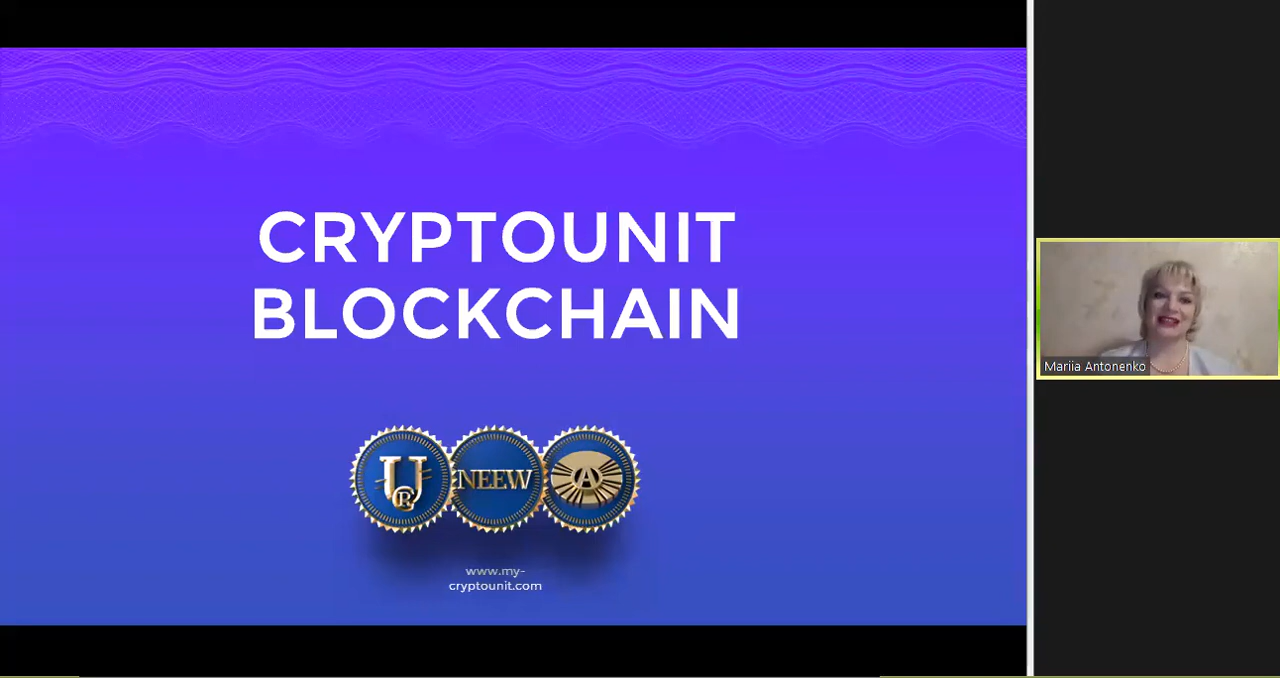 CRYPTOUNIT
BLOCKCHAIN
U R
NEEW
A
www.my-
cryptounit.com
Mariia Antonenko